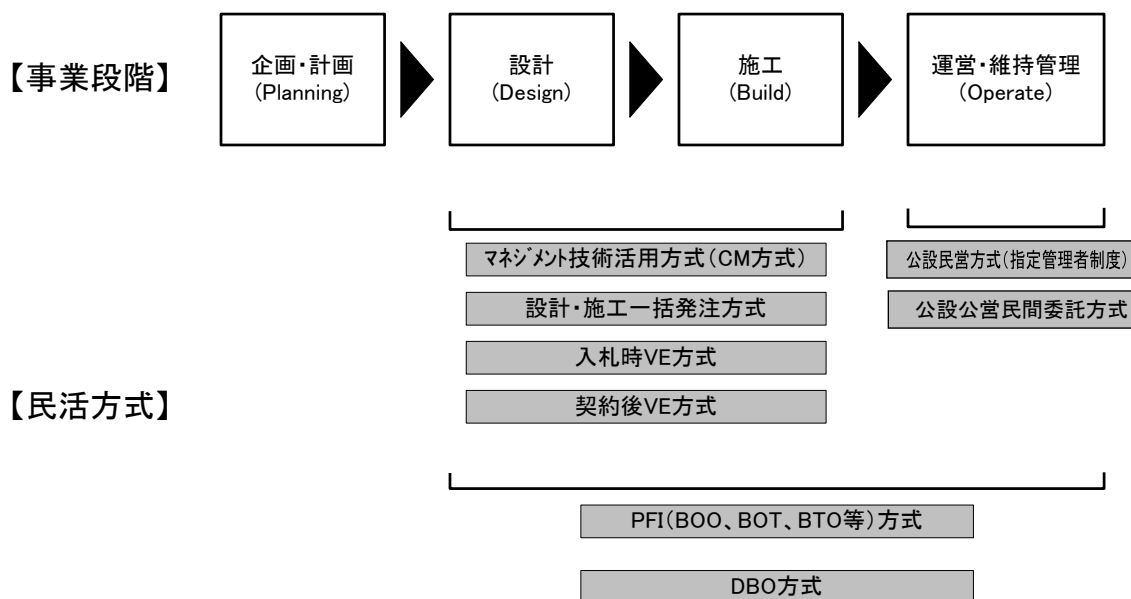 【事業段階】
企画・計画
(Planning)
設計
(Design)
施工
(Build)
運営・維持管理
(Operate)
【民活方式】
マネジメント技術活用方式(CM方式)
設計・施工一括発注方式
入札時VE方式
契約後VE方式
公設民営方式(指定管理者制度)
公設公営民間委託方式
PFI(BOO、BOT、BTO等)方式
DBO方式